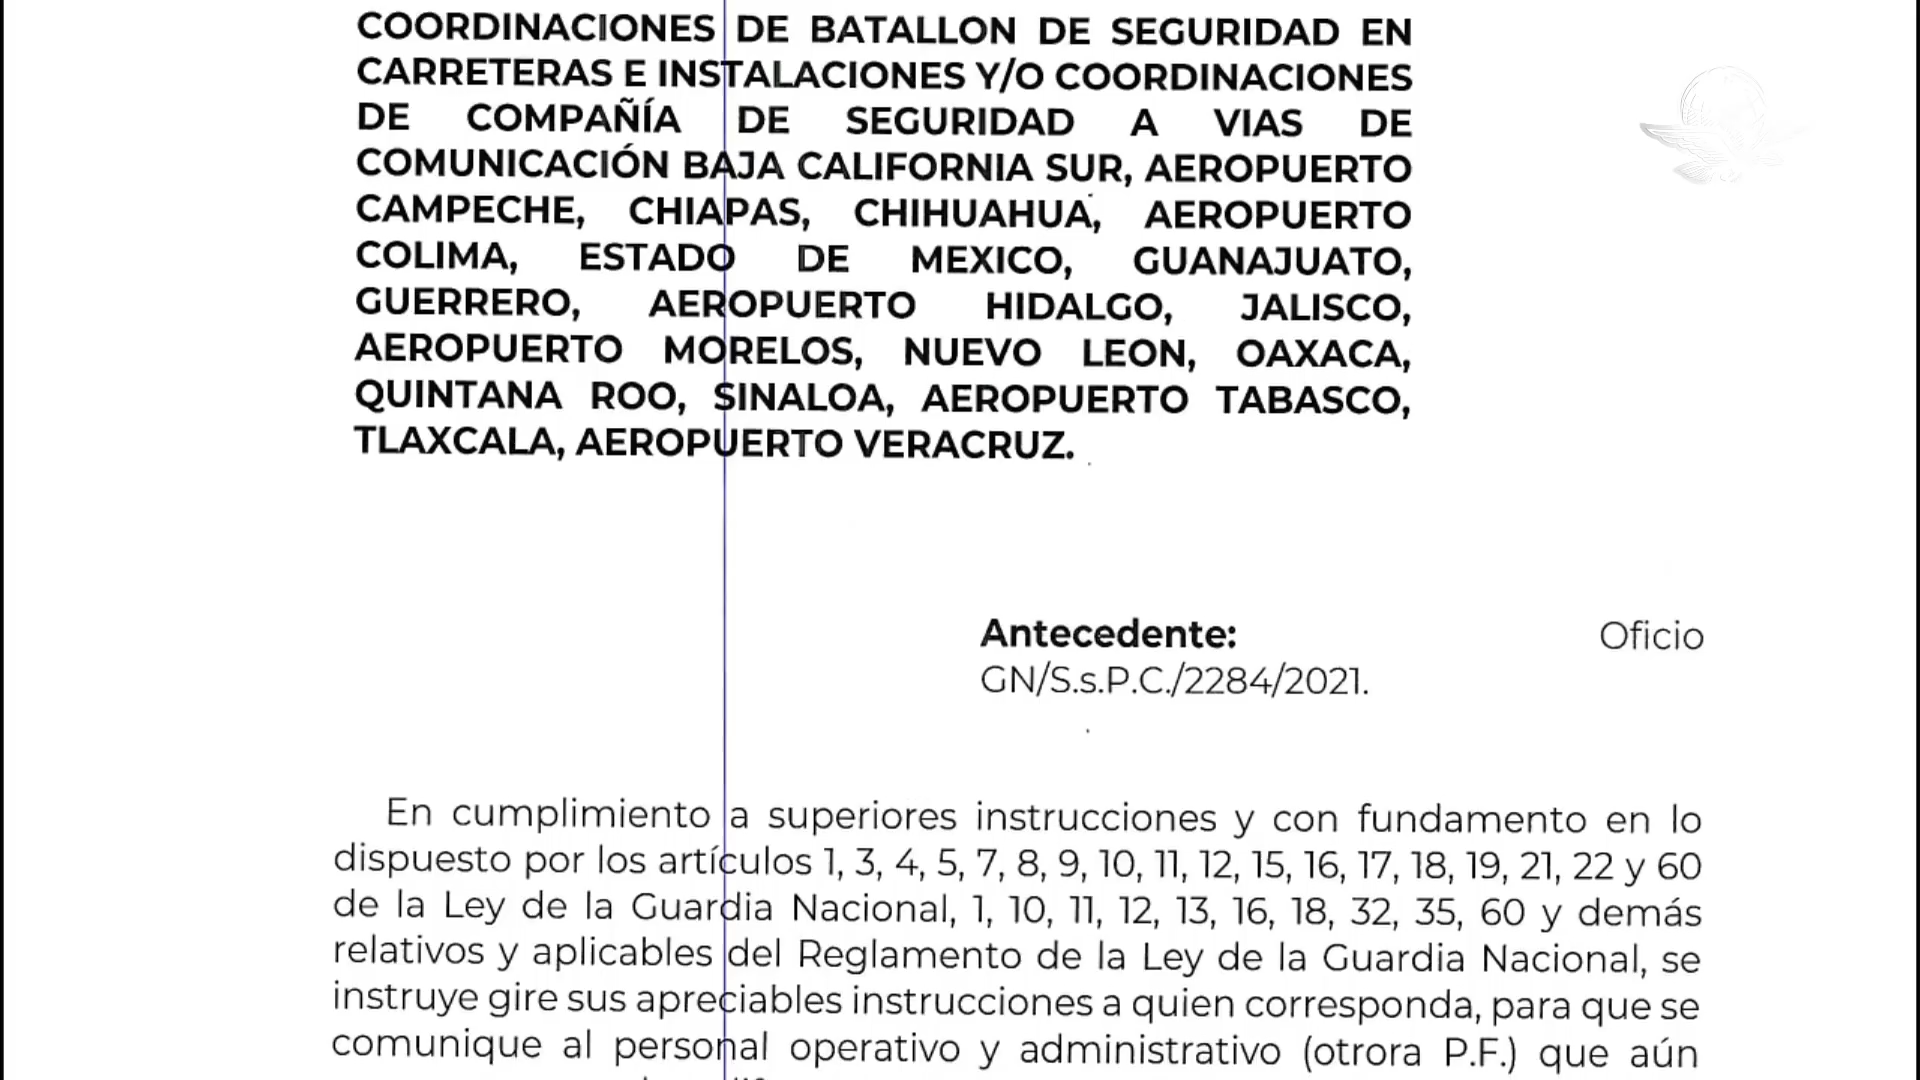 COORDINACIONES DE BATALLON DE SEGURIDAD EN
CARRETERAS E INSTALACIONES Y/O COORDINACIONES
DE COMPAÑÍA DE SEGURIDAD A VIAS DE
COMUNICACIÓN BAJA CALIFORNIA SUR, AEROPUERTO
CAMPECHE, CHIAPAS, CHIHUAHUA, AEROPUERTO
COLIMA, ESTADO DE MEXICO, GUANAJUATO,
GUERRERO, AEROPUERTO HIDALGO, JALISCO,
AEROPUERTO MORELOS, NUEVO LEON, OAXACA,
QUINTANA ROO, SINALOA, AEROPUERTO TABASCO,
TLAXCALA, AEROPUERTO VERACRUZ.
Antecedente: Oficio
GN/S.s.P.C./2284/2021.
En cumplimiento a superiores instrucciones y con fundamento en lo
dispuesto por los artículos 1, 3, 4, 5, 7, 8, 9, 10, 11, 12, 15, 16, 17, 18, 19, 21, 22 y 60
de la Ley de la Guardia Nacional, 1, 10, 11, 12, 13, 16, 18, 32, 35, 60 y demás
relativos y aplicables del Reglamento de la Ley de la Guardia Nacional, se
instruye gire sus apreciables instrucciones a quien corresponda, para que se
comunique al personal operativo y administrativo (otrora P.F.) que aún